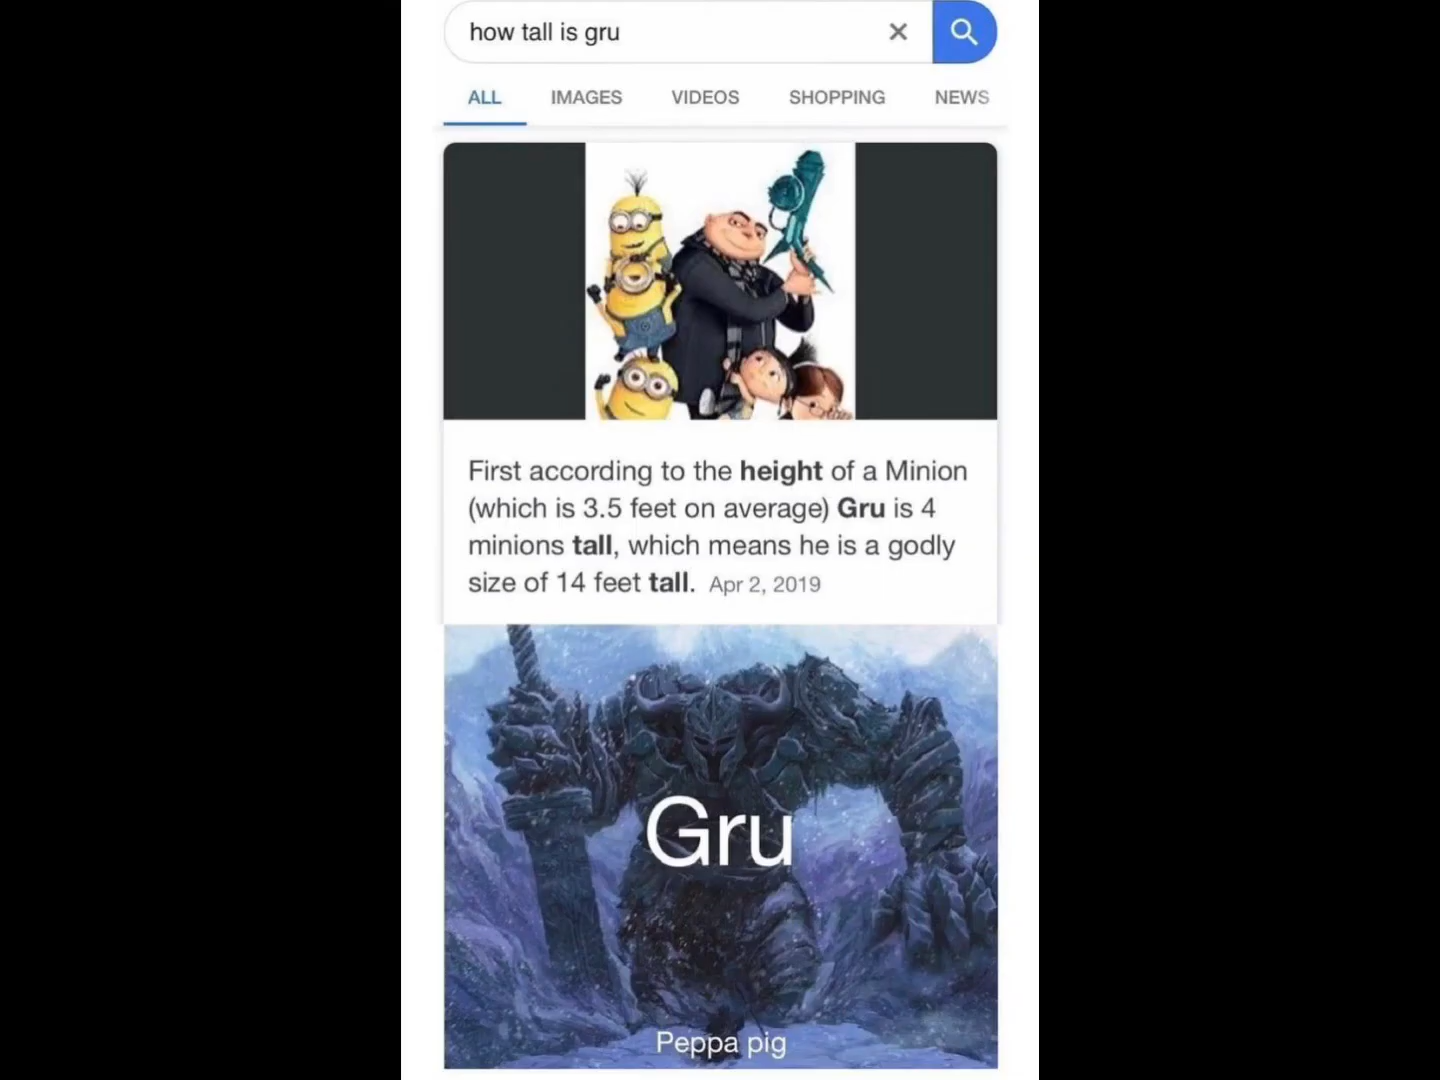 how tall is gru
ALL IMAGES VIDEOS SHOPPING NEWS
First according to the height of a Minion
(which is 3.5 feet on average) Gru is 4
minions tall, which means he is a godly
size of 14 feet tall. Apr 2, 2019
Gru
Peppa pig